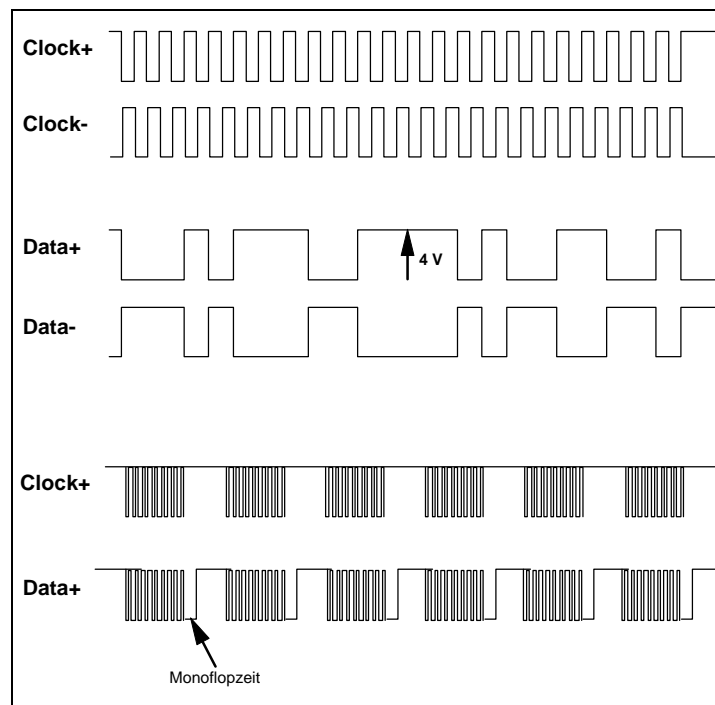 Clock+
Clock-
Data+
4 V
Data-
Clock+
Data+
Monoflopzeit